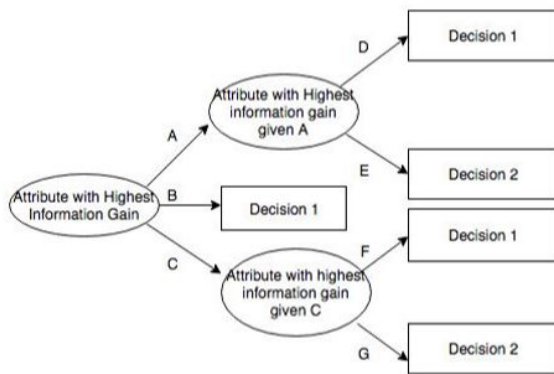 D
Decision 1
Attribute with Highest
information gain
given A
A
E
Decision 2
Attribute with Highest
Information Gain
B
Decision 1
C
F
Decision 1
Attribute with highest
information gain
given C
G
Decision 2